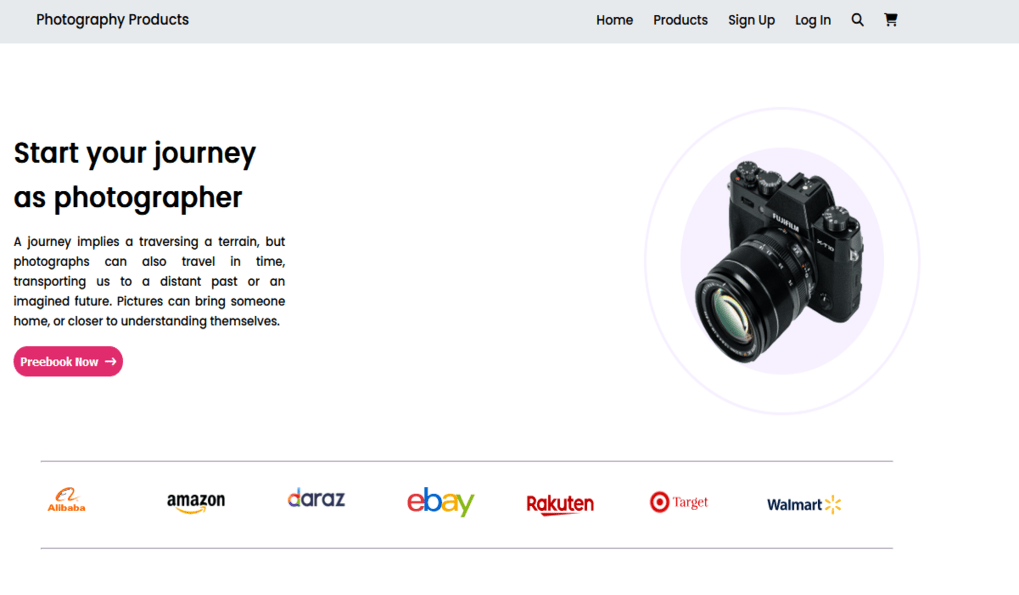 Photography Products
Home Products Sign Up Log In
Start your journey
as photographer
A journey implies a traversing a terrain, but
photographs can also travel in time,
transporting us to a distant past or an
imagined future. Pictures can bring someone
home, or closer to understanding themselves.
Preebook Now
FUJIFILM
X-T10
Alibaba
amazon
daraz
ebay
Rakuten
Target
Walmart